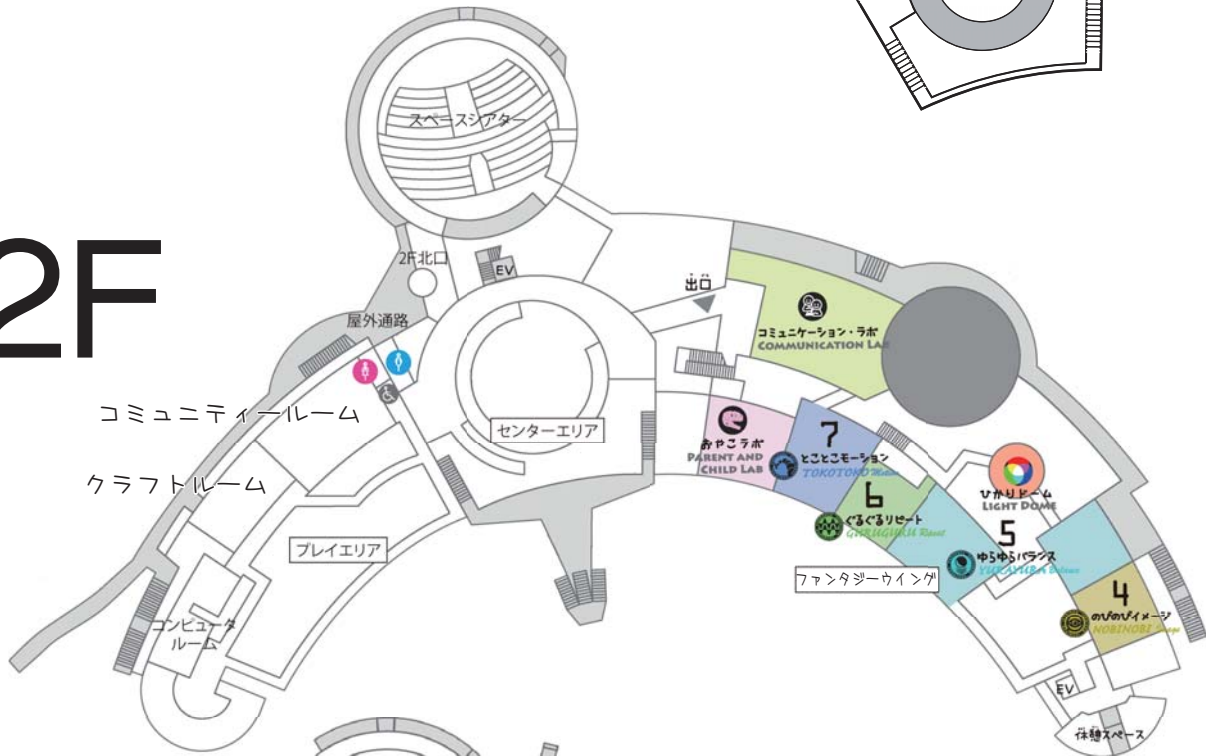 スペースシアター
2F
2F北口
EV
出口
屋外通路
コミュニケーション・ラボ
COMMUNICATION LAB
コミュニティールーム
センターエリア
おやこラボ
PARENT AND
CHILD LAB
7
とことこモーション
TOKOTOKO Motion
クラフトルーム
6
ぐるぐるリピート
GURUGURU Repeat
ひかりドーム
LIGHT DOME
5
ゆらゆらバランス
YURAYURA Balance
プレイエリア
ファンタジーウイング
4
のびのびイメージ
NOBINOBI Image
コンピュータ
ルーム
EV
休憩スペース